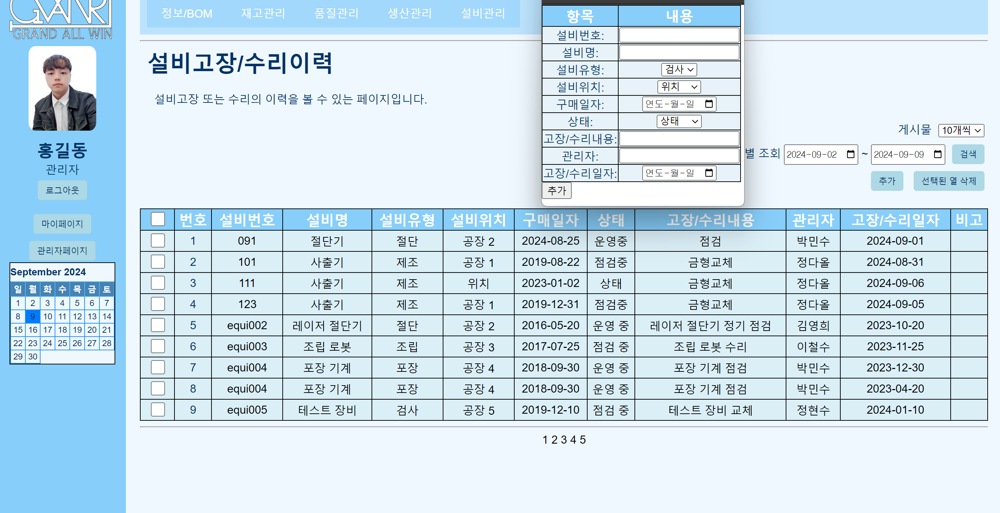 GRAND ALL WIN
홍길동
관리자
로그아웃
마이페이지
관리자페이지
September 2024
일 월 화 수 목 금 토
1 2 3 4 5 6 7
8 9 10 11 12 13 14
15 16 17 18 19 20 21
22 23 24 25 26 27 28
29 30
정보/BOM 재고관리 품질관리 생산관리 설비관리
설비고장/수리이력
설비고장 또는 수리의 이력을 볼 수 있는 페이지입니다.
항목 내용
설비번호:
설비명:
설비유형: 검사
설비위치: 위치
구매일자: 연도-월-일
상태: 상태
고장/수리내용:
관리자:
고장/수리일자: 연도-월-일
추가
게시물 10개씩
별 조회 2024-09-02 ~ 2024-09-09 검색
추가 선택된 열 삭제
번호 설비번호 설비명 설비유형 설비위치 구매일자 상태 고장/수리내용 관리자 고장/수리일자 비고
1 091 절단기 절단 공장 2 2024-08-25 운영중 점검 박민수 2024-09-01
2 101 사출기 제조 공장 1 2019-08-22 점검중 금형교체 정다올 2024-08-31
3 111 사출기 제조 위치 2023-01-02 상태 금형교체 정다올 2024-09-06
4 123 사출기 제조 공장 1 2019-12-31 점검중 금형교체 정다올 2024-09-05
5 equi002 레이저 절단기 절단 공장 2 2016-05-20 운영 중 레이저 절단기 정기 점검 김영희 2023-10-20
6 equi003 조립 로봇 조립 공장 3 2017-07-25 점검 중 조립 로봇 수리 이철수 2023-11-25
7 equi004 포장 기계 포장 공장 4 2018-09-30 운영 중 포장 기계 점검 박민수 2023-12-30
8 equi004 포장 기계 포장 공장 4 2018-09-30 운영 중 포장 기계 점검 박민수 2023-04-20
9 equi005 테스트 장비 검사 공장 5 2019-12-10 점검 중 테스트 장비 교체 정현수 2024-01-10
1 2 3 4 5